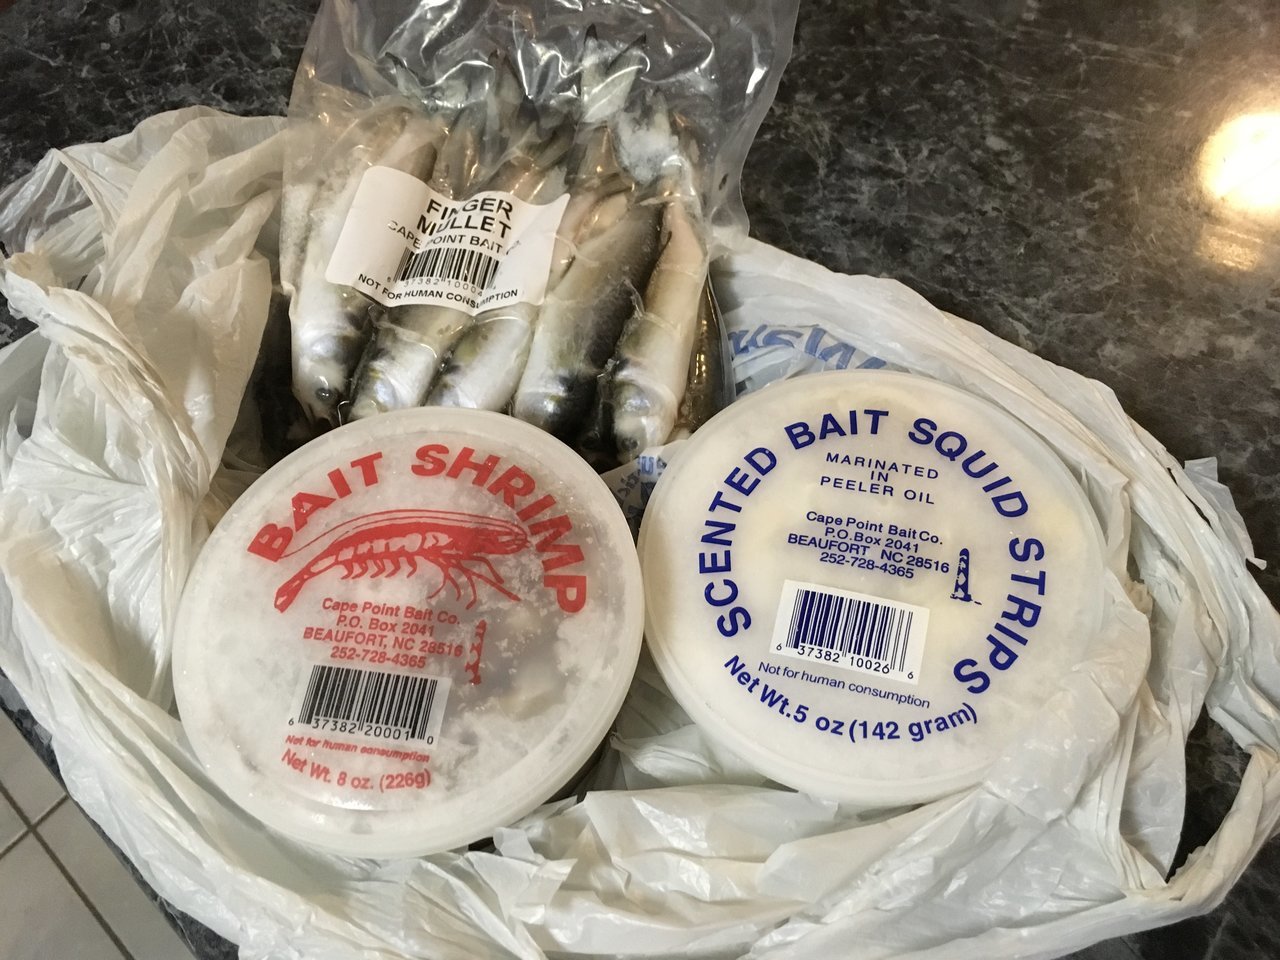 FINGER
MULLET
CAPE POINT BAIT CO.
37382 1000
NOT FOR HUMAN CONSUMPTION
BAIT SHRIMP
Cape Point Bait Co.
P.O. Box 2041
BEAUFORT, NC 28516
252-728-4365
6 37382 20001 0
Not for human consumption
Net Wt. 8 oz. (226g)
SCENTED BAIT SQUID STRIPS
MARINATED
IN
PEELER OIL
Cape Point Bait Co.
P.O. Box 2041
BEAUFORT, NC 28516
252-728-4365
6 37382 10026 6
Not for human consumption
Net Wt. 5 oz (142 gram)